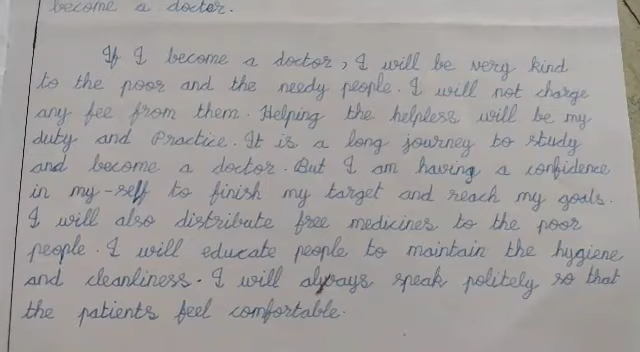 become a doctor.
If I become a doctor, I will be very kind
to the poor and the needy people. I will not charge
any fee from them. Helping the helpless will be my
duty and Practice. It is a long journey to study
and become a doctor. But I am having a confidence
in my-self to finish my target and reach my goals.
I will also distribute free medicines to the poor
people. I will educate people to maintain the hygiene
and cleanliness. I will always speak politely so that
the patients feel comfortable.